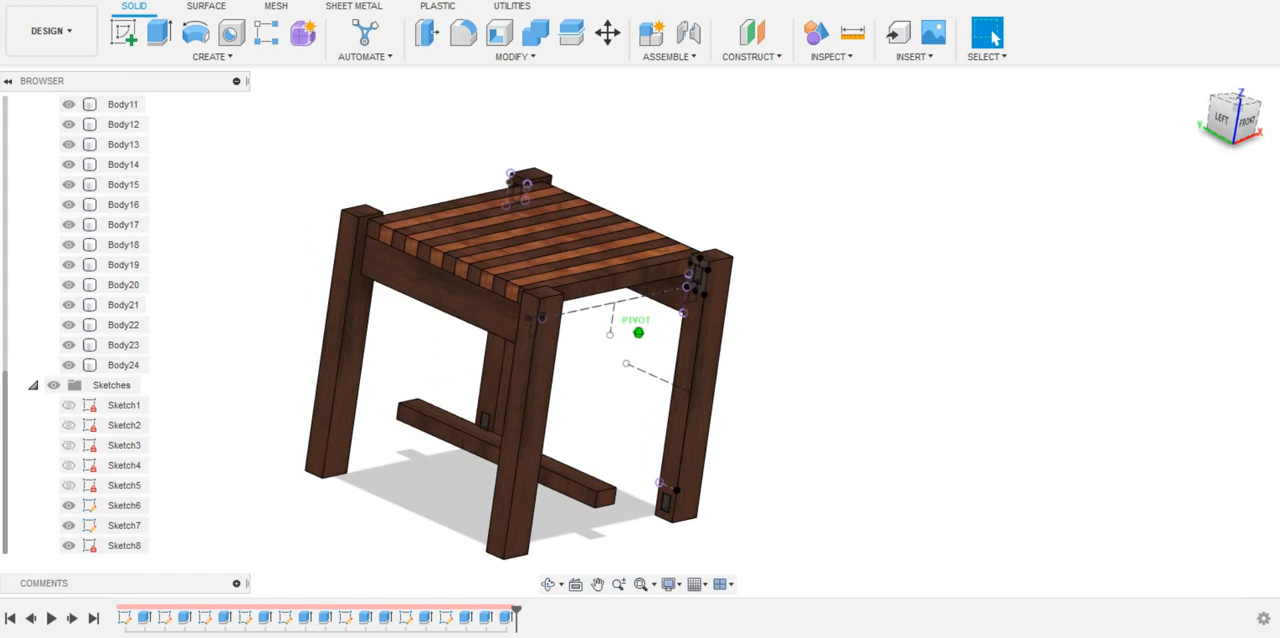 SOLID SURFACE MESH SHEET METAL PLASTIC UTILITIES
DESIGN
CREATE AUTOMATE MODIFY ASSEMBLE CONSTRUCT INSPECT INSERT SELECT
BROWSER
Body11
Body12
Body13
Body14
Body15
Body16
Body17
Body18
Body19
Body20
Body21
Body22
Body23
Body24
Sketches
Sketch1
Sketch2
Sketch3
Sketch4
Sketch5
Sketch6
Sketch7
Sketch8
Z
LEFT FRONT
Y X
PIVOT
COMMENTS